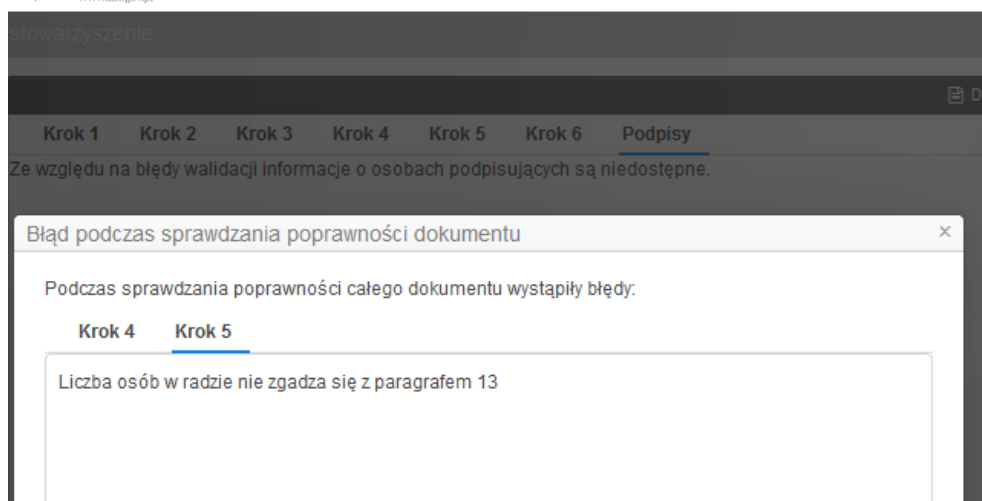 stowarzyszenie
D
Krok 1 Krok 2 Krok 3 Krok 4 Krok 5 Krok 6 Podpisy
Ze względu na błędy walidacji informacje o osobach podpisujących są niedostępne.
Błąd podczas sprawdzania poprawności dokumentu ×
Podczas sprawdzania poprawności całego dokumentu wystąpiły błędy:
Krok 4 Krok 5
Liczba osób w radzie nie zgadza się z paragrafem 13